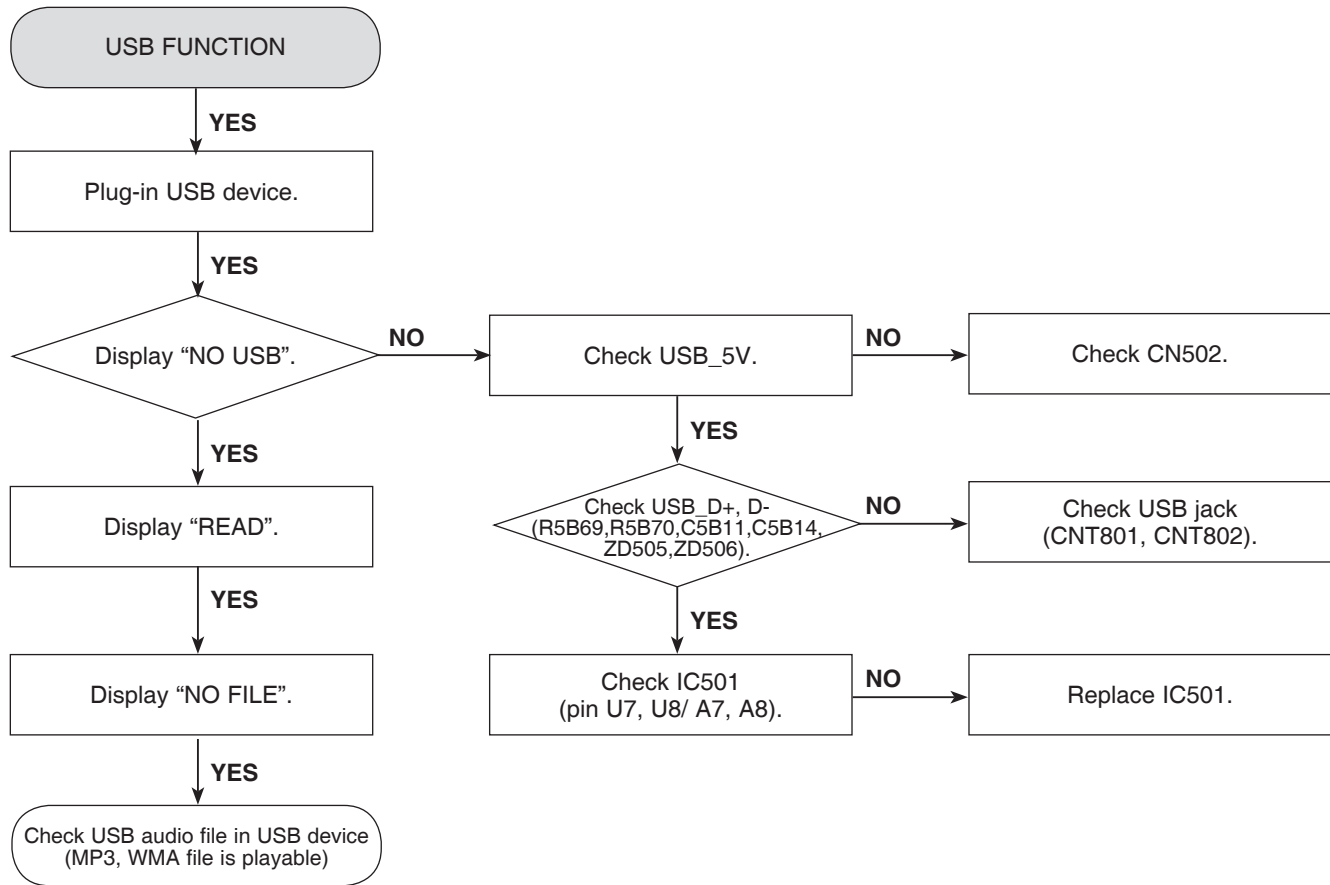 USB FUNCTION
YES
Plug-in USB device.
YES
Display “NO USB”.
NO
Check USB_5V.
NO
Check CN502.
YES
YES
Display “READ”.
Check USB_D+, D-
(R5B69,R5B70,C5B11,C5B14,
ZD505,ZD506).
NO
Check USB jack
(CNT801, CNT802).
YES
YES
Display “NO FILE”.
Check IC501
(pin U7, U8/ A7, A8).
NO
Replace IC501.
YES
Check USB audio file in USB device
(MP3, WMA file is playable)